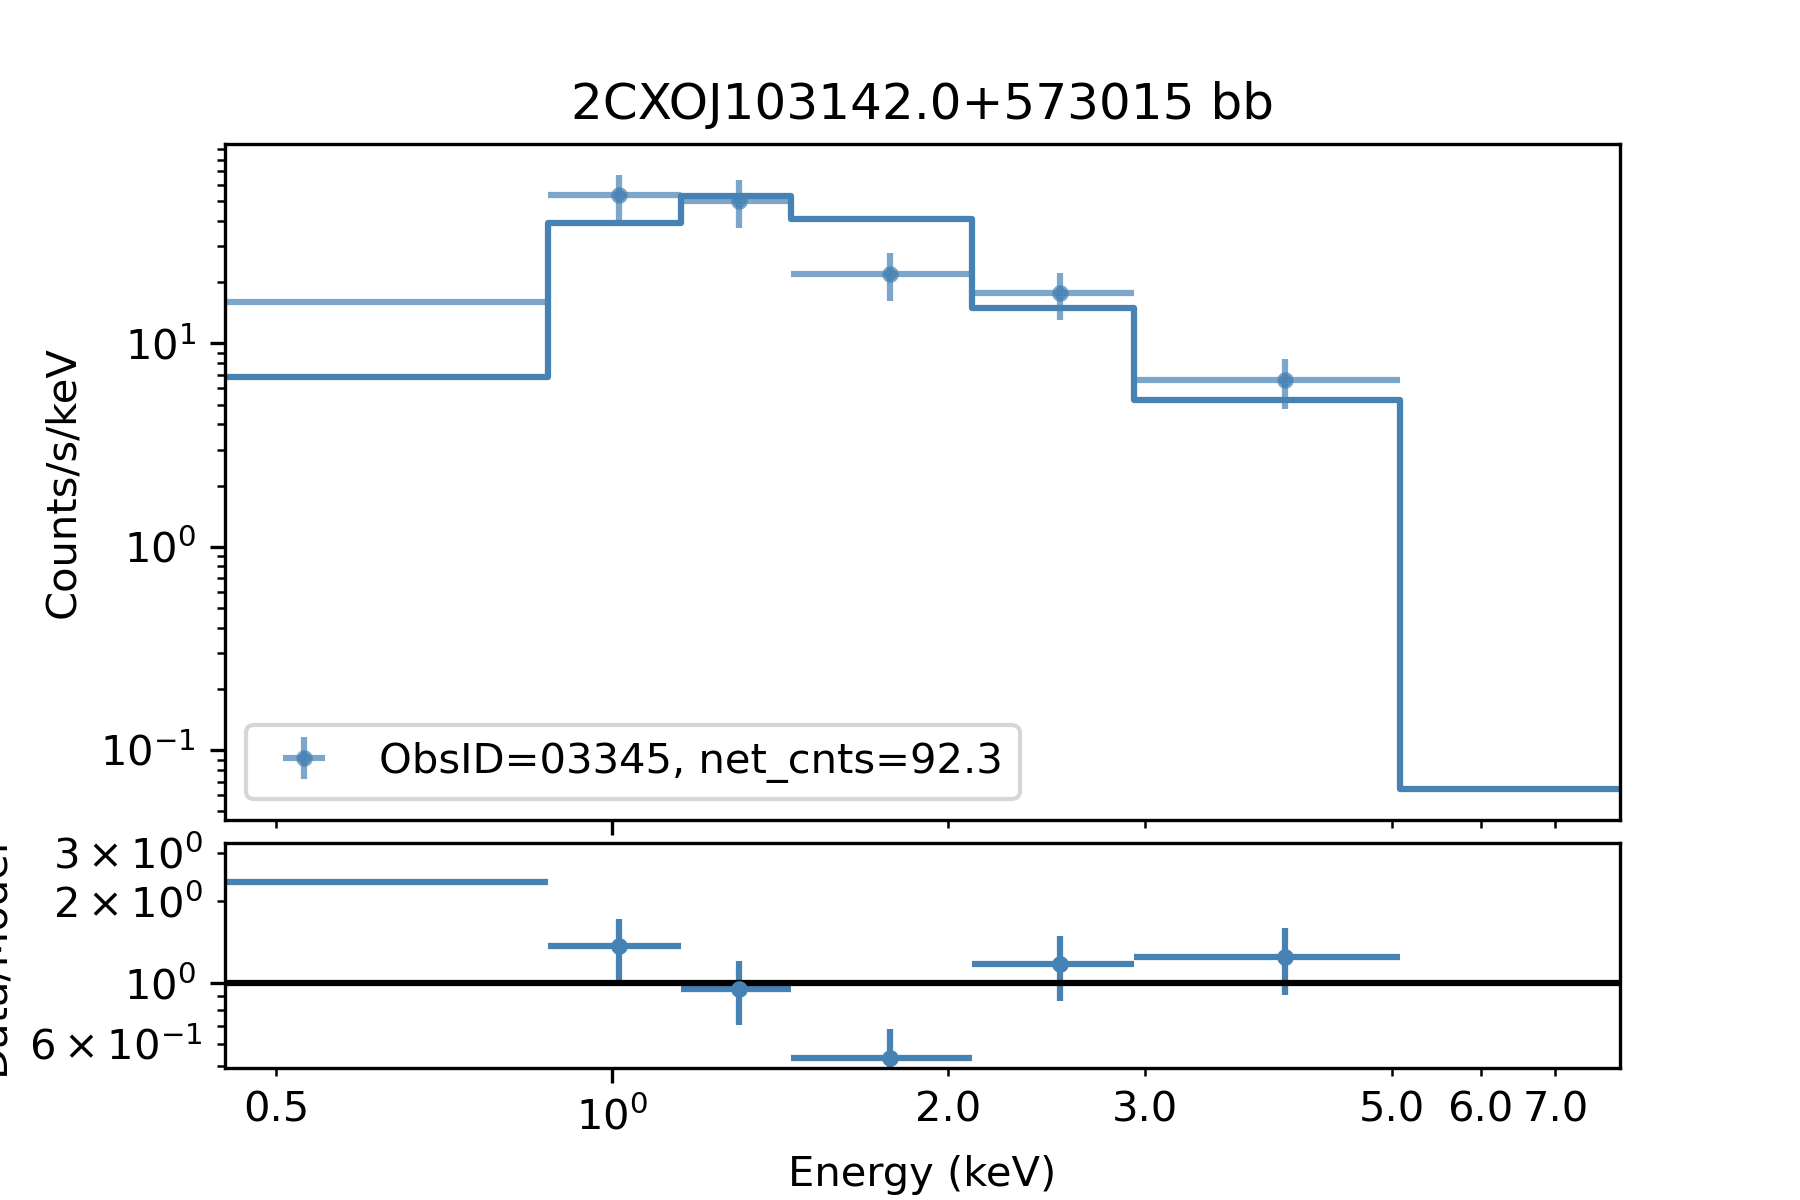 2CXOJ103142.0+573015 bb
Counts/s/keV
10¹
10⁰
10⁻¹
ObsID=03345, net_cnts=92.3
Data/Model
3 × 10⁰
2 × 10⁰
10⁰
6 × 10⁻¹
0.5
10⁰
2.0
3.0
5.0
6.0
7.0
Energy (keV)